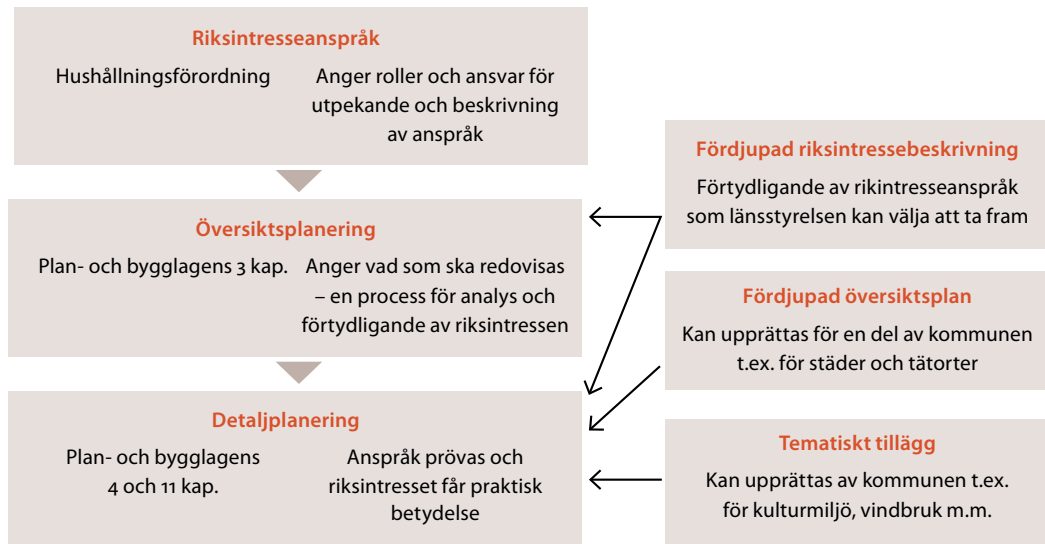 Riksintresseanspråk
Hushållningsförordning
Anger roller och ansvar för
utpekande och beskrivning
av anspråk
Översiktsplanering
Plan- och bygglagens 3 kap.
Anger vad som ska redovisas
– en process för analys och
förtydligande av riksintressen
Detaljplanering
Plan- och bygglagens
4 och 11 kap.
Anspråk prövas och
riksintresset får praktisk
betydelse
Fördjupad riksintressebeskrivning
Förtydligande av rikintresseanspråk
som länsstyrelsen kan välja att ta fram
Fördjupad översiktsplan
Kan upprättas för en del av kommunen
t.ex. för städer och tätorter
Tematiskt tillägg
Kan upprättas av kommunen t.ex.
för kulturmiljö, vindbruk m.m.